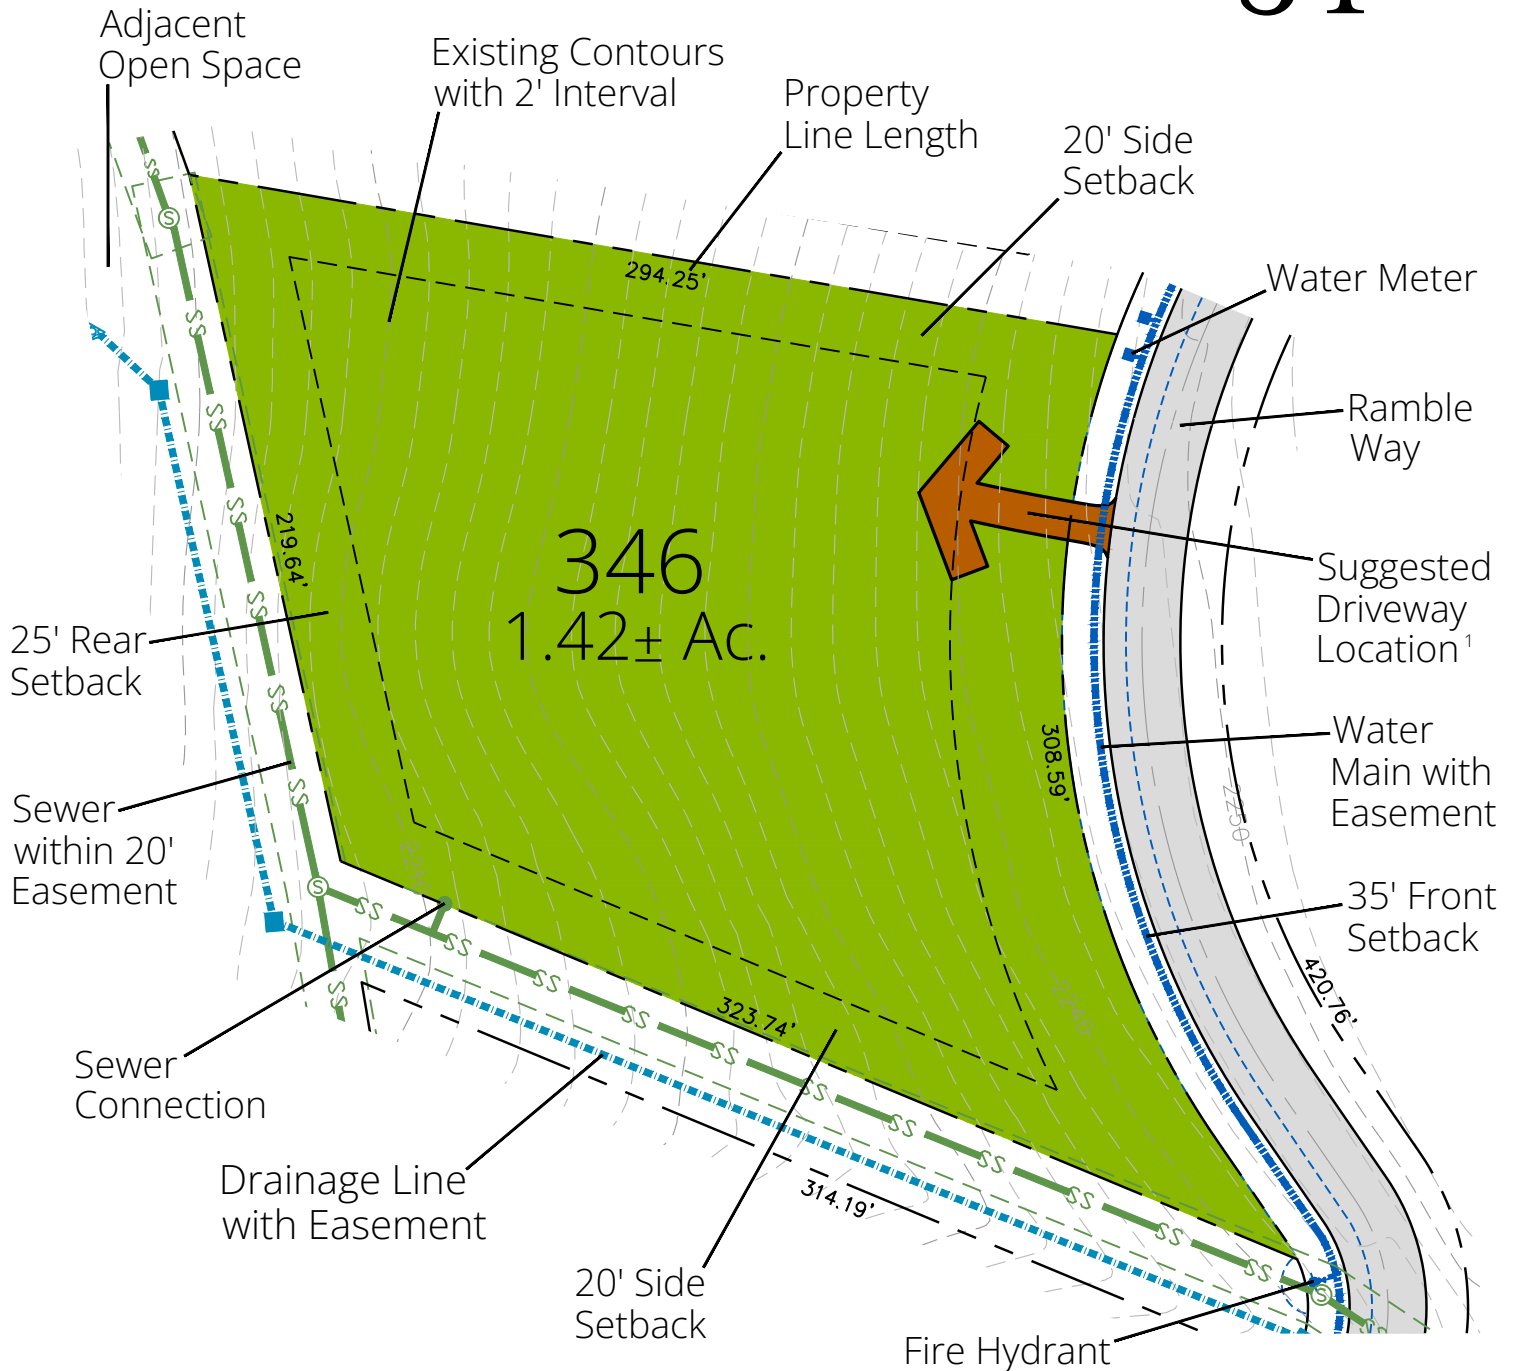 Adjacent
Open Space
Existing Contours
with 2' Interval
Property
Line Length
20' Side
Setback
Water Meter
294.25'
Ramble
Way
219.64'
346
1.42± Ac.
Suggested
Driveway
Location¹
25' Rear
Setback
308.59'
Water
Main with
Easement
2250
Sewer
within 20'
Easement
35' Front
Setback
420.76'
323.74'
2240
Sewer
Connection
Drainage Line
with Easement
314.19'
20' Side
Setback
Fire Hydrant